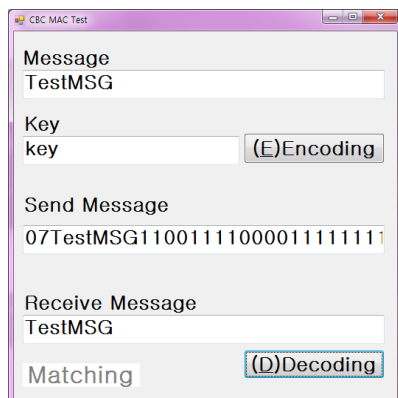 CBC MAC Test
Message
TestMSG
Key
key
(E)Encoding
Send Message
07TestMSG11001111000011111111
Receive Message
TestMSG
(D)Decoding
Matching